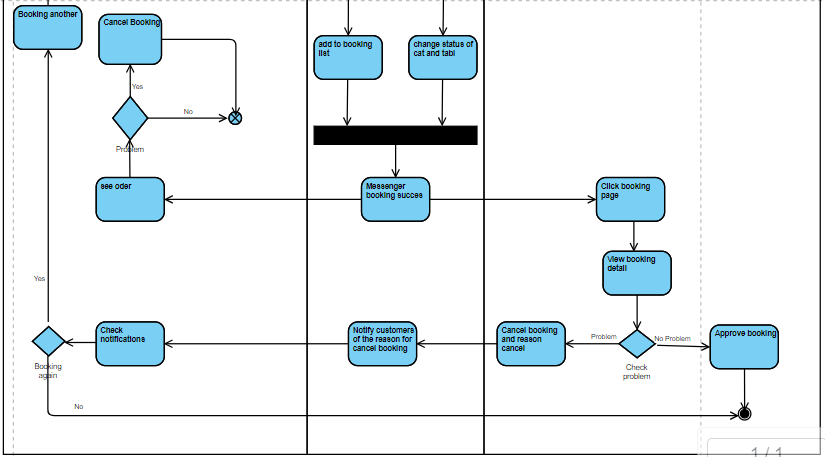 Booking another
Cancel Booking
add to booking
list
change status of
cat and tabl
Yes
No
Problem
see oder
Messenger
booking succes
Click booking
page
View booking
detail
Yes
Check
notifications
Notify customers
of the reason for
cancel booking
Cancel booking
and reason
cancel
Problem
No Problem
Approve booking
Booking
again
Check
problem
No
1 / 1